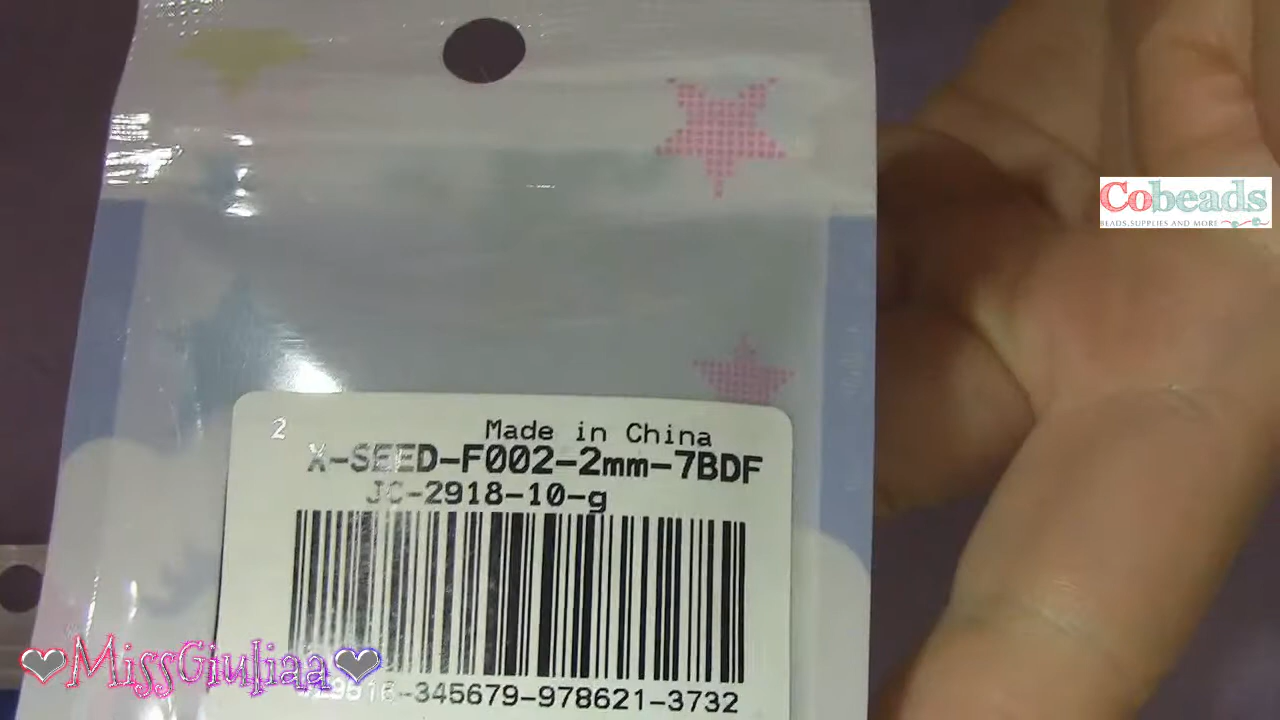 Cobeads
BEADS, SUPPLIES AND MORE
2
Made in China
X-SEED-F002-2mm-7BDF
JC-2918-10-g
-345679-978621-3732
MissGiuliaa